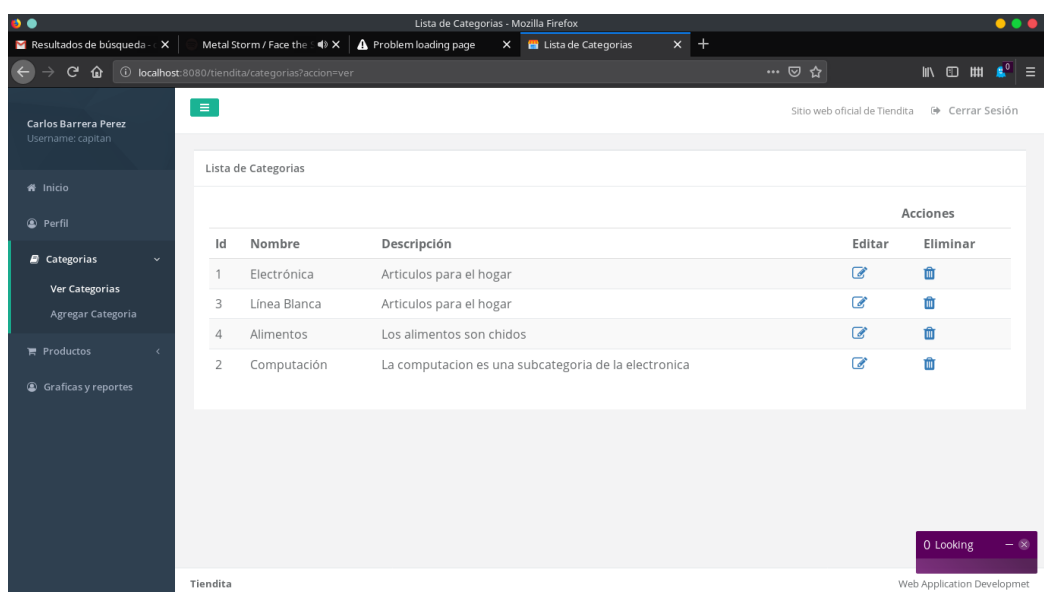 Lista de Categorias - Mozilla Firefox
Resultados de búsqueda -
Metal Storm / Face the
Problem loading page
Lista de Categorias
localhost:8080/tiendita/categorias?accion=ver
0
Carlos Barrera Perez
Username: capitan
Sitio web oficial de Tiendita Cerrar Sesión
Inicio
Perfil
Categorias
Ver Categorias
Agregar Categoria
Productos
Graficas y reportes
Lista de Categorias
Acciones
Id Nombre Descripción Editar Eliminar
1 Electrónica Articulos para el hogar
3 Línea Blanca Articulos para el hogar
4 Alimentos Los alimentos son chidos
2 Computación La computacion es una subcategoria de la electronica
0 Looking
Tiendita Web Application Developmet